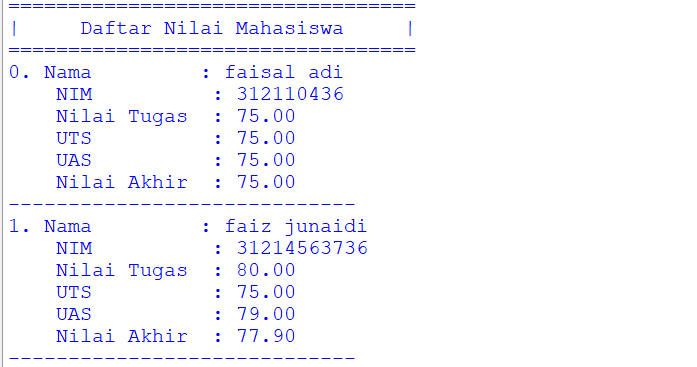 ==================================
|     Daftar Nilai Mahasiswa     |
==================================
0. Nama         : faisal adi
    NIM          : 312110436
    Nilai Tugas  : 75.00
    UTS          : 75.00
    UAS          : 75.00
    Nilai Akhir  : 75.00
-----------------------------
1. Nama         : faiz junaidi
    NIM          : 31214563736
    Nilai Tugas  : 80.00
    UTS          : 75.00
    UAS          : 79.00
    Nilai Akhir  : 77.90
-----------------------------